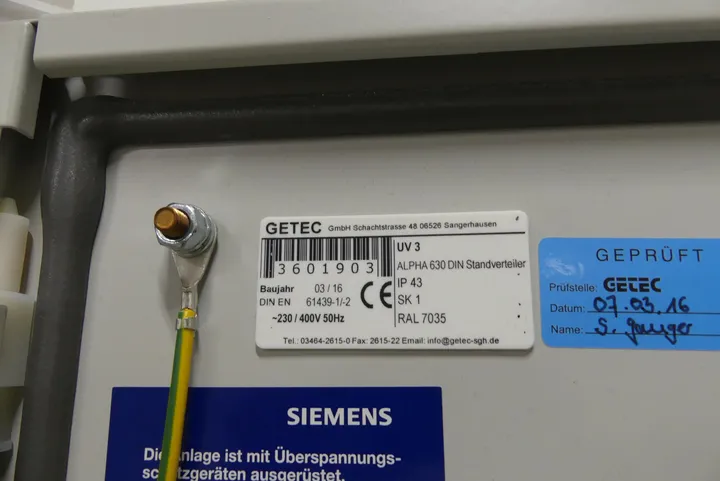 GETEC GmbH Schachtstrasse 48 06526 Sangerhausen
3601903
Baujahr 03 / 16
DIN EN 61439-1/-2
CE
~230 / 400V 50Hz
UV 3
ALPHA 630 DIN Standverteiler
IP 43
SK 1
RAL 7035
Tel.: 03464-2615-0 Fax: 2615-22 Email: info@getec-sgh.de
GEPRÜFT
Prüfstelle: GETEC
Datum: 07.03.16
Name: S.
SIEMENS
Die Anlage ist mit Überspannungs-
schutzgeräten ausgerüstet.